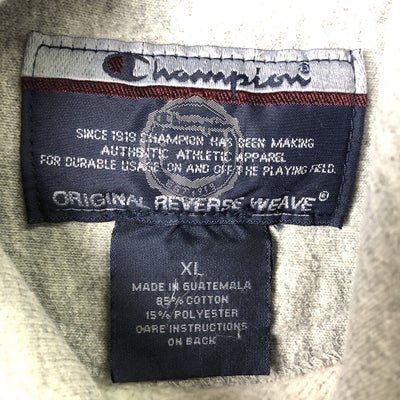 Champion
SINCE 1919 CHAMPION HAS BEEN MAKING
AUTHENTIC ATHLETIC APPAREL
FOR DURABLE USAGE ON AND OFF THE PLAYING FIELD.
ORIGINAL REVERSE WEAVE®
XL
MADE IN GUATEMALA
85% COTTON
15% POLYESTER
CARE INSTRUCTIONS
ON BACK